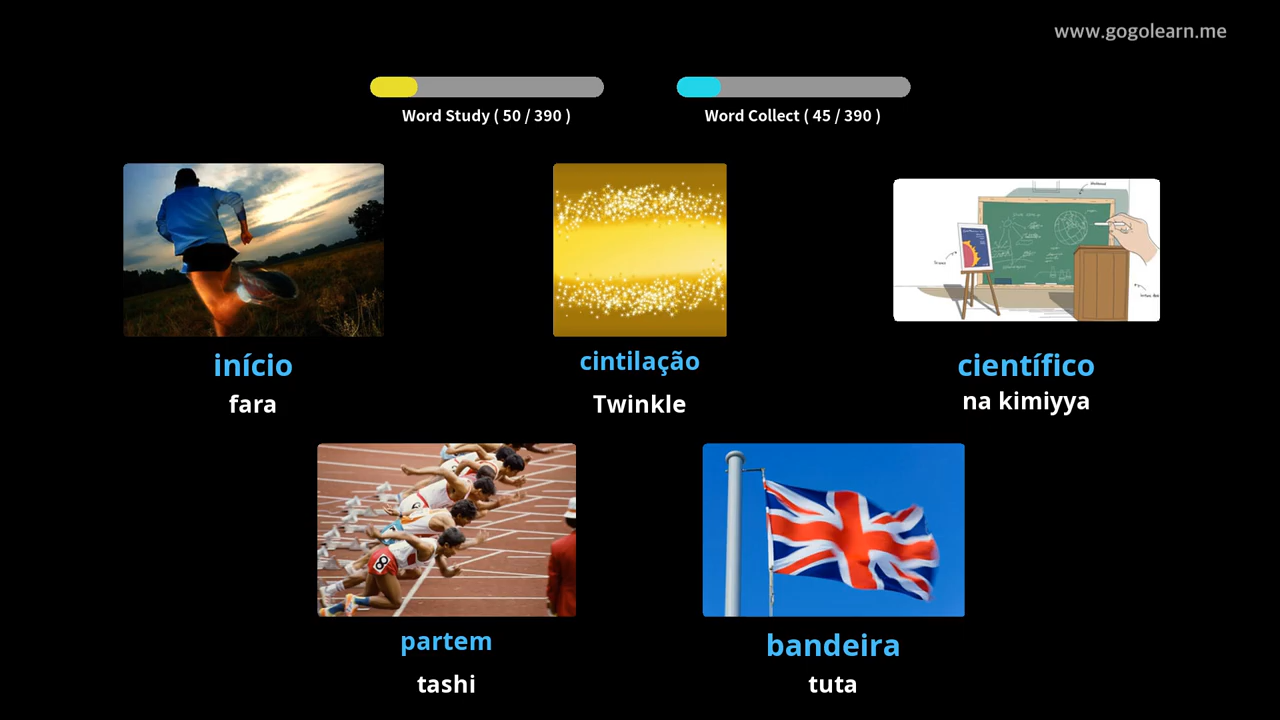 www.gogolearn.me
Word Study ( 50 / 390 )
Word Collect ( 45 / 390 )
início
fara
cintilação
Twinkle
científico
na kimiyya
partem
tashi
bandeira
tuta